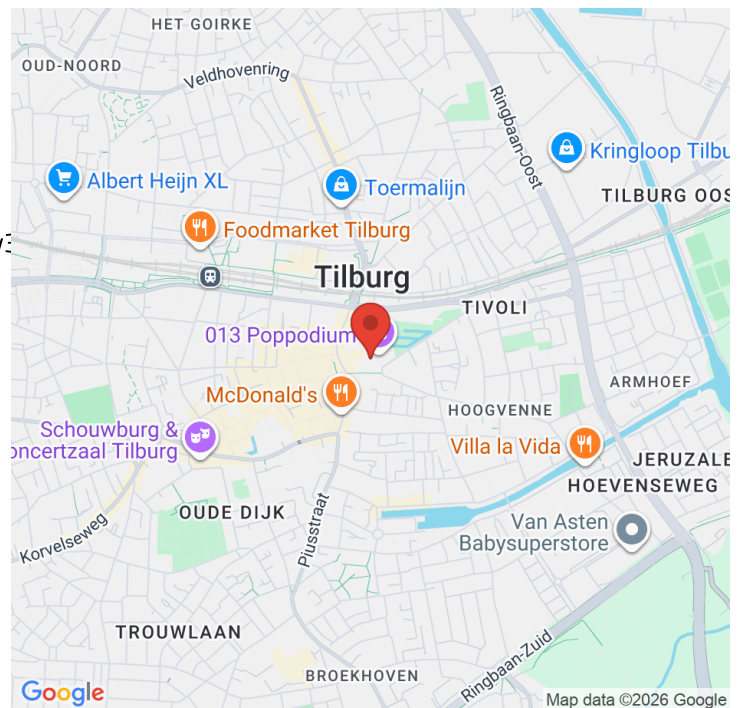 HET GOIRKE
OUD-NOORD
Veldhovenring
Ringbaan-Oost
Kringloop Tilbu
Albert Heijn XL
Toermalijn
TILBURG OOS
Foodmarket Tilburg
Tilburg
TIVOLI
013 Poppodium
ARMHOEF
McDonald's
HOOGVENNE
Schouwburg &
oncertzaal Tilburg
Villa la Vida
JERUZALE
HOEVENSEWEG
OUDE DIJK
Piusstraat
Van Asten
Babysuperstore
Korvelseweg
TROUWLAAN
Ringbaan-Zuid
BROEKHOVEN
Google
Map data ©2026 Google